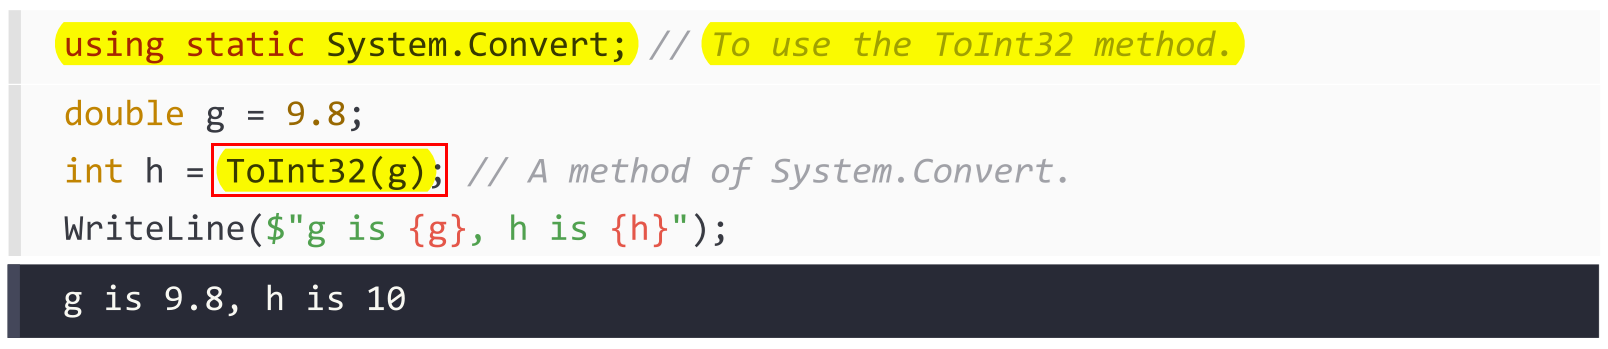 using static System.Convert; // To use the ToInt32 method.
double g = 9.8;
int h = ToInt32(g); // A method of System.Convert.
WriteLine($"g is {g}, h is {h}");
g is 9.8, h is 10